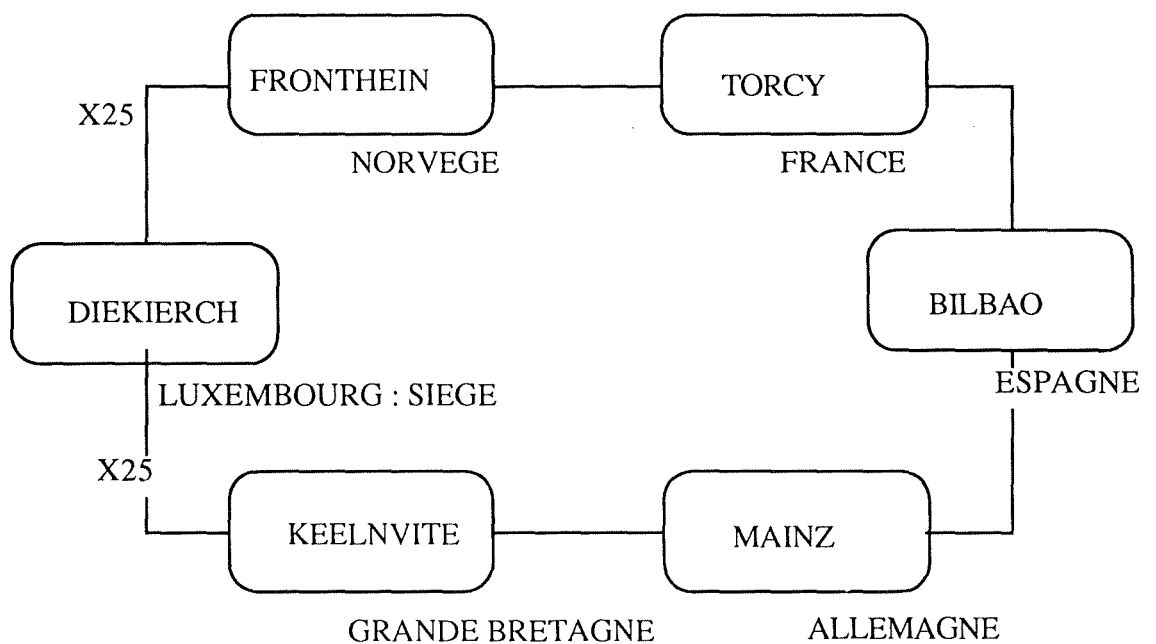 FRONTHEIN
TORCY
X25
NORVEGE
FRANCE
DIEKIERCH
BILBAO
LUXEMBOURG : SIEGE
ESPAGNE
X25
KEELNVITE
MAINZ
GRANDE BRETAGNE
ALLEMAGNE